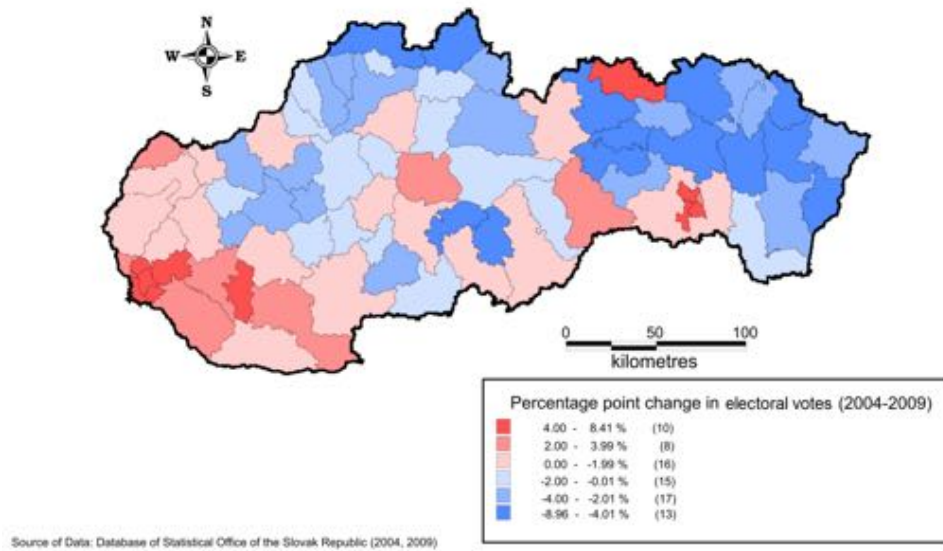 N
W E
S
0 50 100
kilometres
Percentage point change in electoral votes (2004-2009)
4.00 - 8.41 % (10)
2.00 - 3.99 % (8)
0.00 - -1.99 % (16)
-2.00 - -0.01 % (15)
-4.00 - -2.01 % (17)
-8.96 - -4.01 % (13)
Source of Data: Database of Statistical Office of the Slovak Republic (2004, 2009)